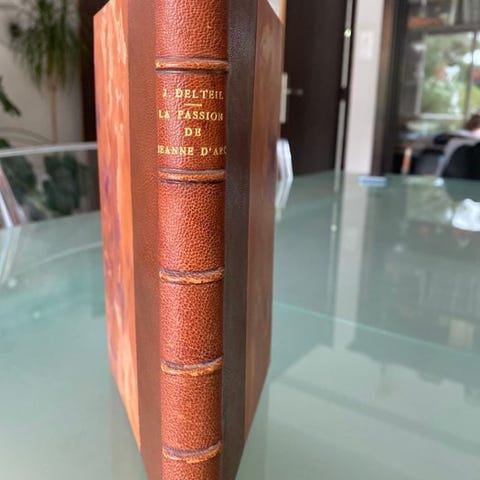 J. DELTEIL
LA PASSION
DE
JEANNE D'ARC